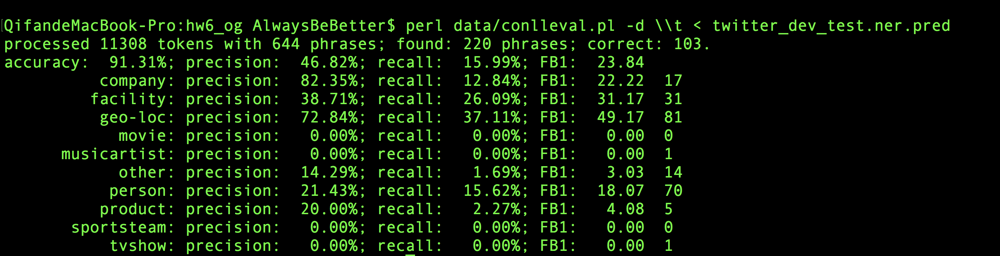 QifandeMacBook-Pro:hw6_og AlwaysBeBetter$ perl data/conlleval.pl -d \\t < twitter_dev_test.ner.pred
processed 11308 tokens with 644 phrases; found: 220 phrases; correct: 103.
accuracy:  91.31%; precision:  46.82%; recall:  15.99%; FB1:  23.84
company: precision:  82.35%; recall:  12.84%; FB1:  22.22  17
facility: precision:  38.71%; recall:  26.09%; FB1:  31.17  31
geo-loc: precision:  72.84%; recall:  37.11%; FB1:  49.17  81
movie: precision:   0.00%; recall:   0.00%; FB1:   0.00  0
musicartist: precision:   0.00%; recall:   0.00%; FB1:   0.00  1
other: precision:  14.29%; recall:   1.69%; FB1:   3.03  14
person: precision:  21.43%; recall:  15.62%; FB1:  18.07  70
product: precision:  20.00%; recall:   2.27%; FB1:   4.08  5
sportsteam: precision:   0.00%; recall:   0.00%; FB1:   0.00  0
tvshow: precision:   0.00%; recall:   0.00%; FB1:   0.00  1